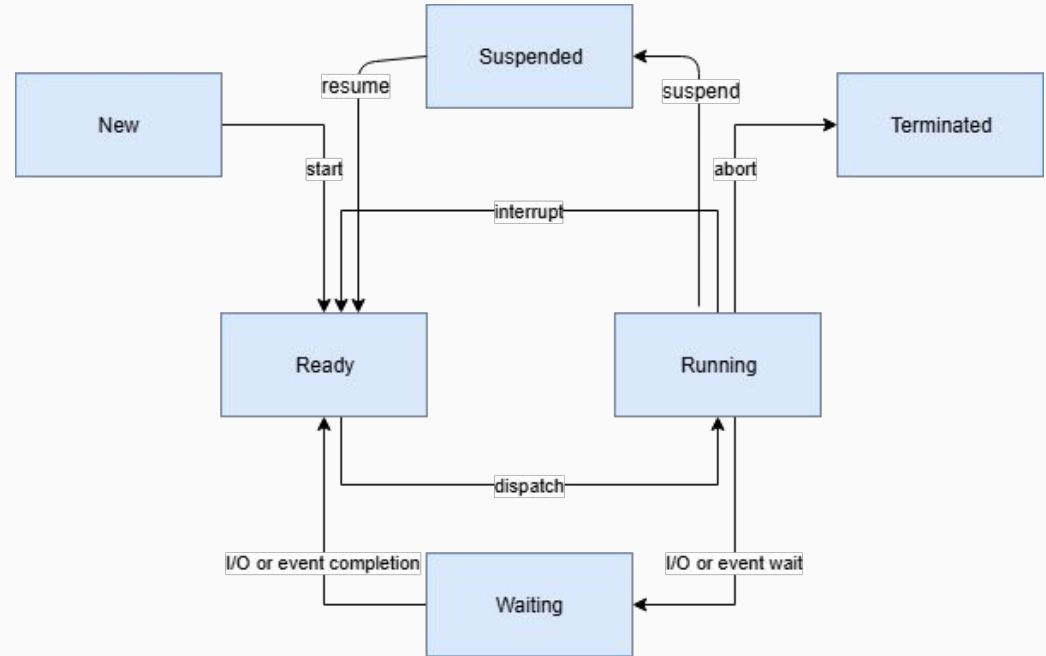 Suspended
resume
suspend
New
Terminated
start
abort
interrupt
Ready
Running
dispatch
I/O or event completion
I/O or event wait
Waiting